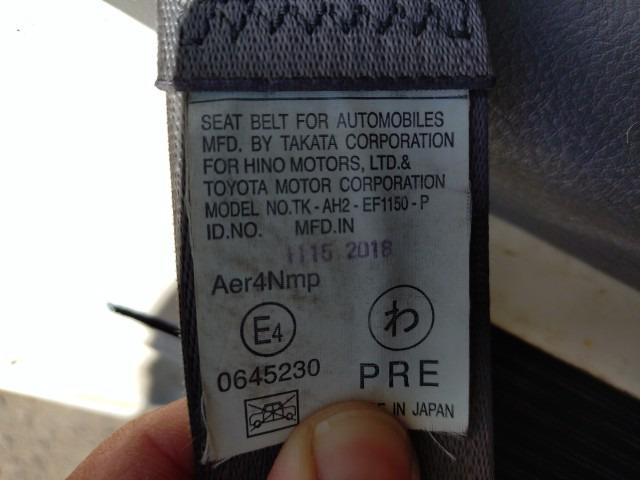 SEAT BELT FOR AUTOMOBILES
MFD. BY TAKATA CORPORATION
FOR HINO MOTORS, LTD.&
TOYOTA MOTOR CORPORATION
MODEL NO.TK-AH2-EF1150-P
ID.NO. MFD.IN
1115 2018
Aer4Nmp
E4 わ
0645230 PRE
IN JAPAN